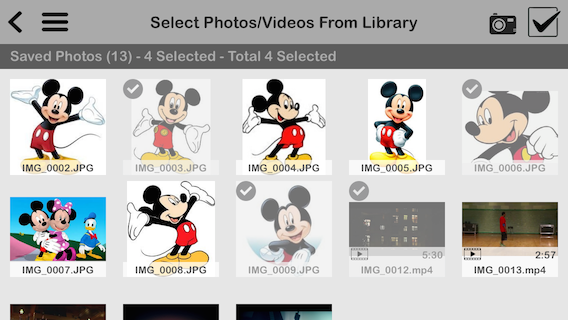 Select Photos/Videos From Library
Saved Photos (13) - 4 Selected - Total 4 Selected
IMG_0002.JPG
IMG_0003.JPG
IMG_0004.JPG
IMG_0005.JPG
IMG_0006.JPG
IMG_0007.JPG
IMG_0008.JPG
IMG_0009.JPG
5:30
IMG_0012.mp4
2:57
IMG_0013.mp4